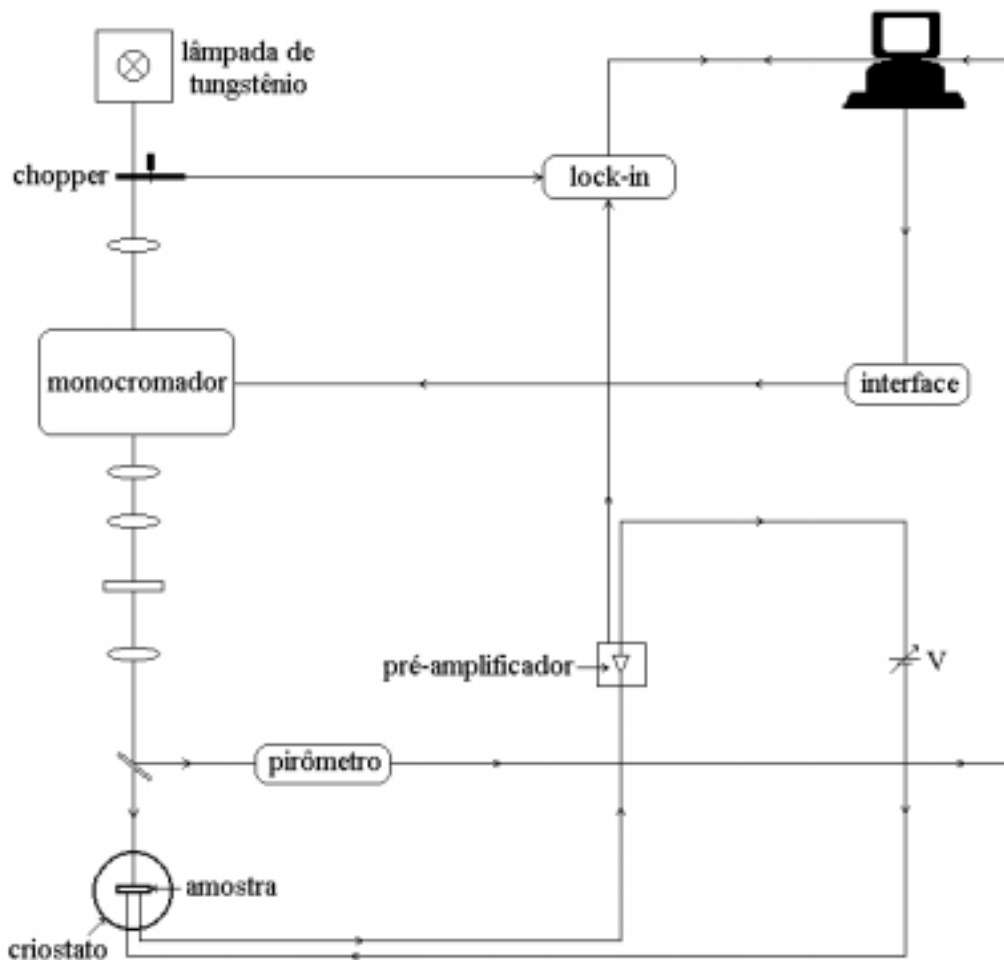 lâmpada de
tungstênio
chopper
lock-in
monocromador
interface
pré-amplificador
V
pirômetro
amostra
criostato